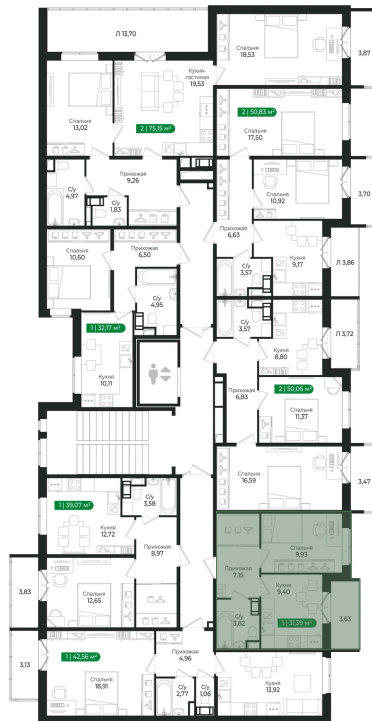 Л 13,70
Спальня
18,53
3,87
Кухня-
гостиная
19,53
Спальня
13,02
2 | 75,15 м²
2 | 50,83 м²
Спальня
17,50
Прихожая
9,26
С/у
4,97
С/у
1,83
Спальня
10,92
3,70
Прихожая
6,50
Прихожая
6,63
Спальня
10,60
Кухня
9,17
С/у
3,57
Л 3,86
С/у
4,95
С/у
3,57
1 | 32,17 м²
Кухня
8,80
Л 3,72
Кухня
10,11
Прихожая
6,83
2 | 50,06 м²
Спальня
11,37
Спальня
16,59
3,47
С/у
3,58
1 | 39,07 м²
Кухня
12,72
Прихожая
8,97
Спальня
9,93
Прихожая
7,15
Кухня
9,40
3,83
Спальня
12,65
С/у
3,82
1 | 31,39 м²
3,63
3,13
1 | 42,56 м²
Прихожая
4,96
Спальня
18,91
С/у
2,77
С/у
1,06
Кухня
13,92